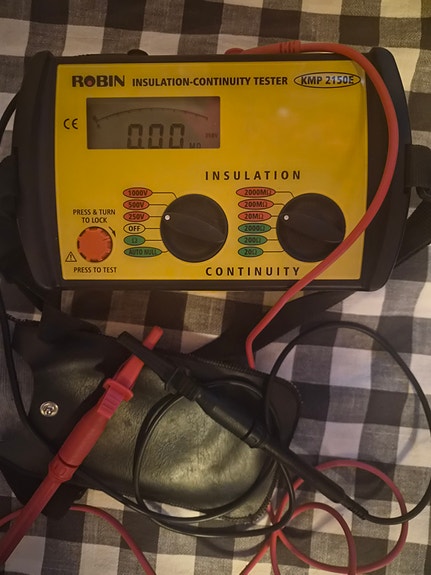 ROBIN INSULATION-CONTINUITY TESTER KMP 2150E
CE
0.00 MΩ
INSULATION
1000V
500V
250V
OFF
Ω
AUTO NULL
2000MΩ
200MΩ
20MΩ
2000Ω
200Ω
20Ω
PRESS & TURN
TO LOCK
PRESS TO TEST
CONTINUITY